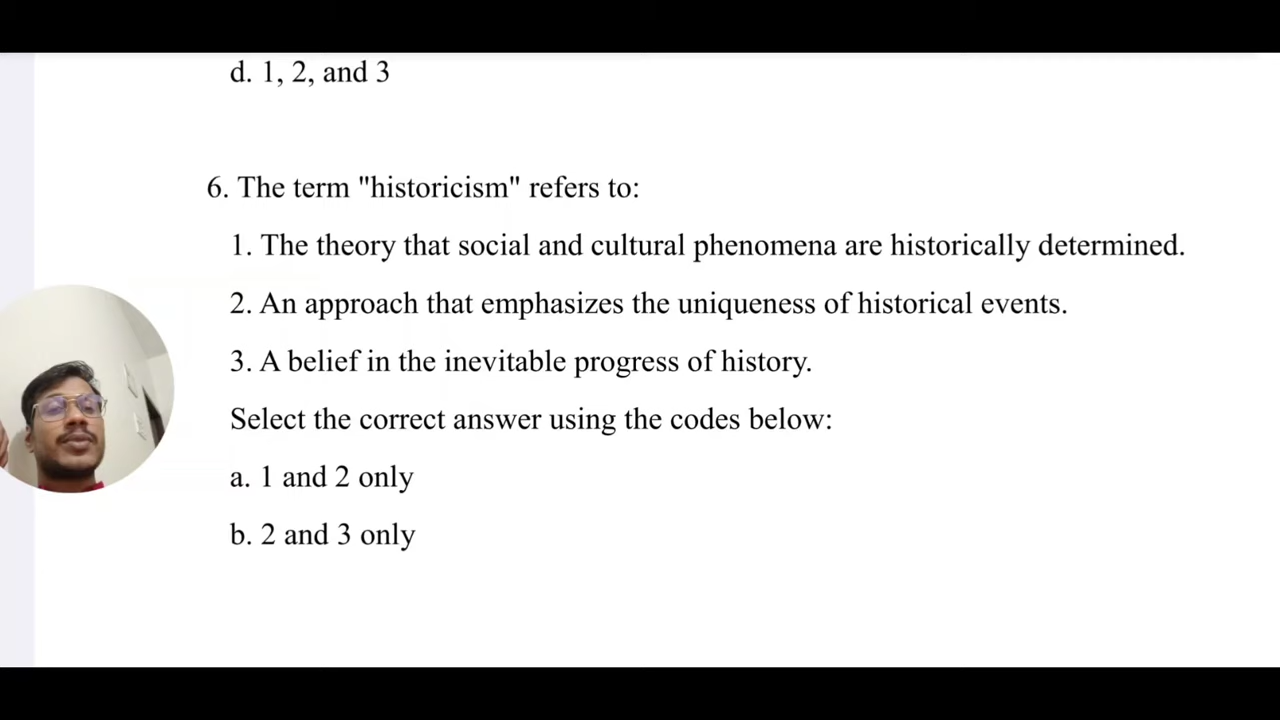 d. 1, 2, and 3
6. The term "historicism" refers to:
1. The theory that social and cultural phenomena are historically determined.
2. An approach that emphasizes the uniqueness of historical events.
3. A belief in the inevitable progress of history.
Select the correct answer using the codes below:
a. 1 and 2 only
b. 2 and 3 only